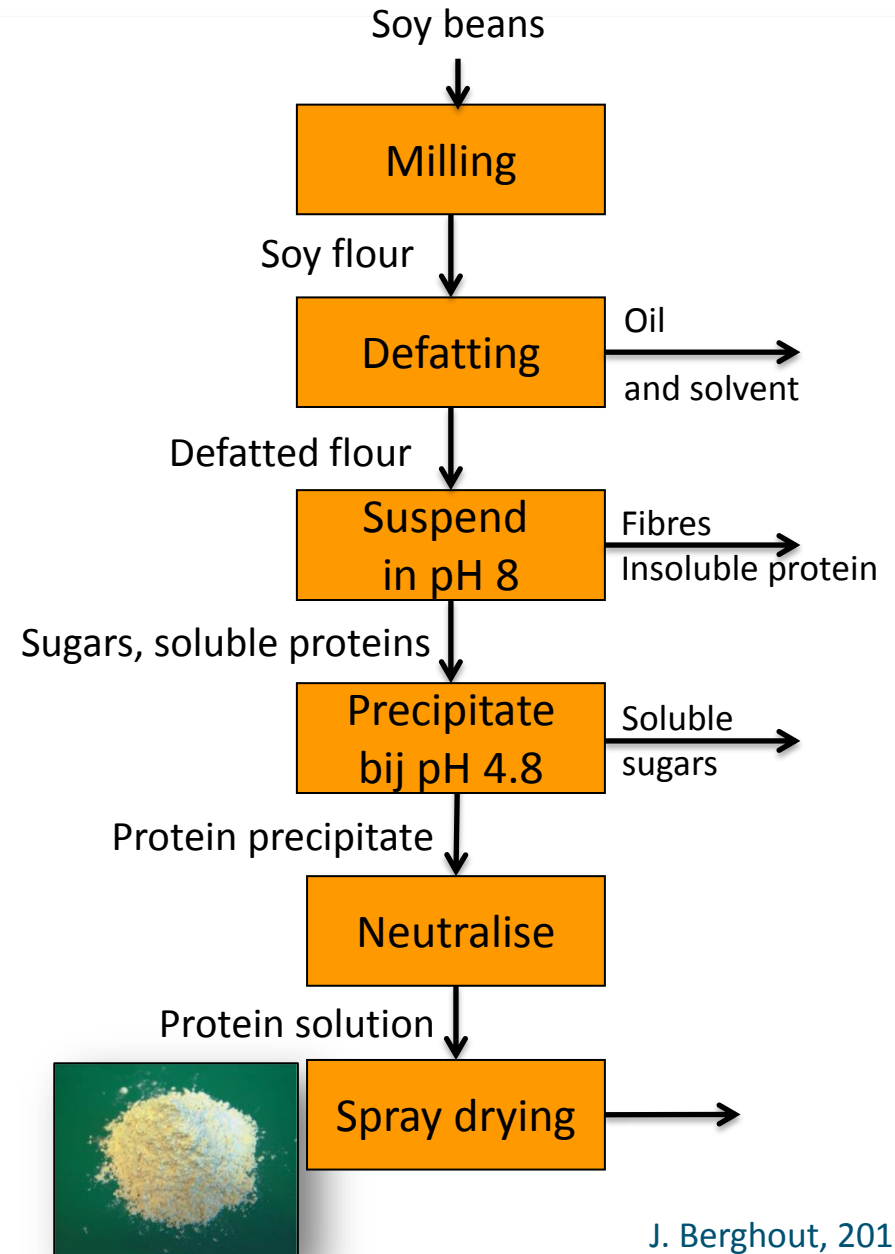 Soy beans
Milling
Soy flour
Defatting
Oil
and solvent
Defatted flour
Suspend
in pH 8
Fibres
Insoluble protein
Sugars, soluble proteins
Precipitate
bij pH 4.8
Soluble
sugars
Protein precipitate
Neutralise
Protein solution
Spray drying
J. Berghout, 201